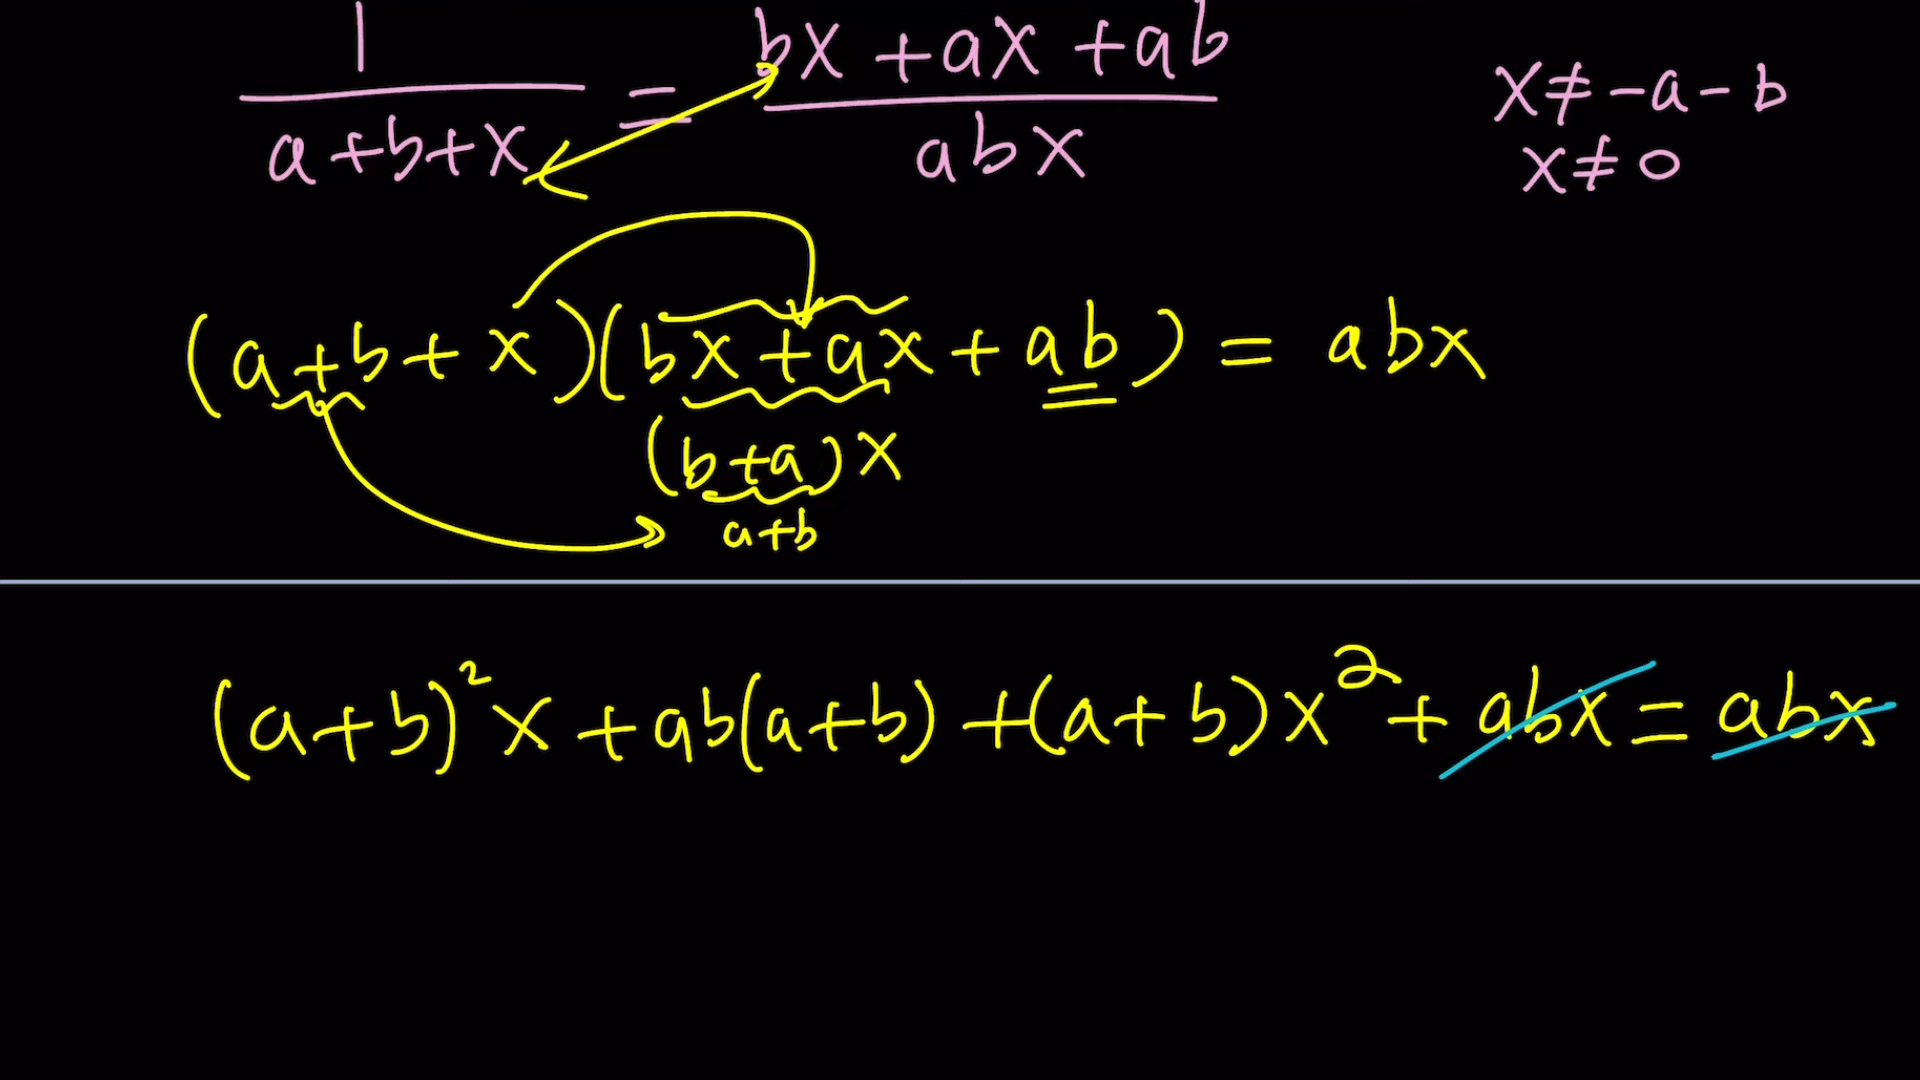 1/(a+b+x) = (bx + ax + ab)/(abx)
x ≠ -a - b
x ≠ 0
(a+b+x)(bx+ax+ab) = abx
(b+a)x
a+b
(a+b)²x + ab(a+b) + (a+b)x² + abx = abx